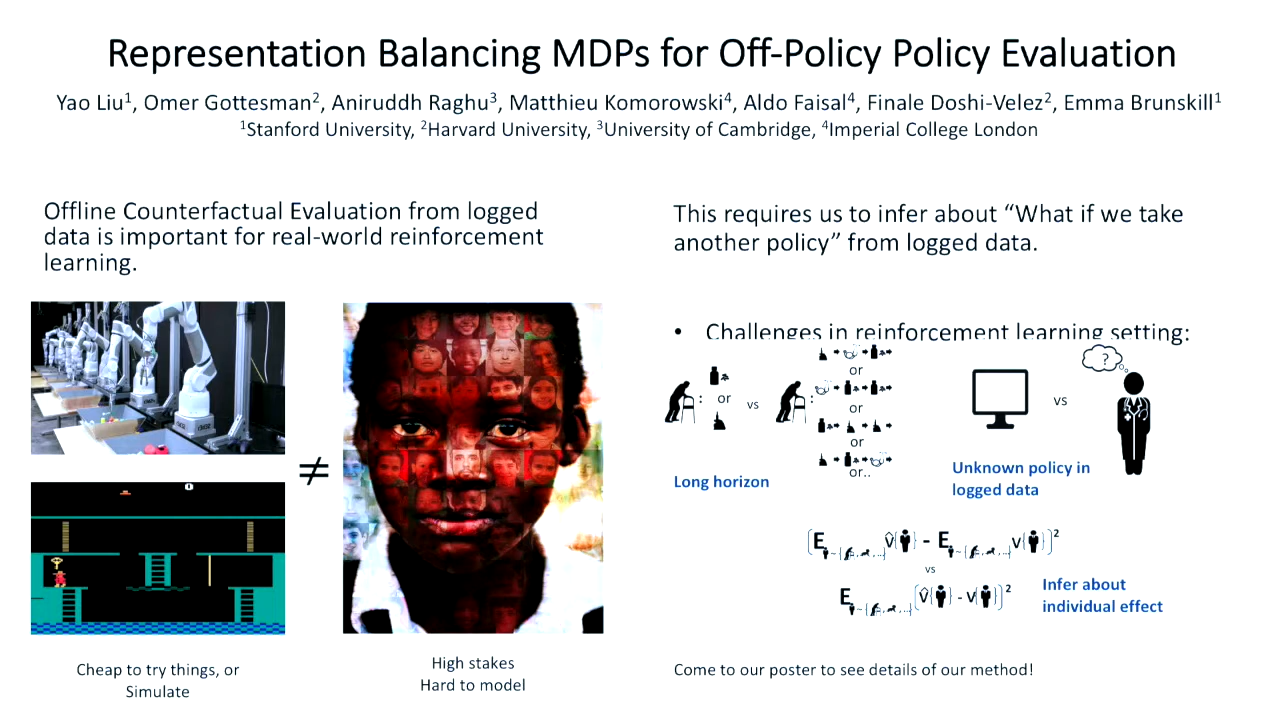 Representation Balancing MDPs for Off-Policy Policy Evaluation
Yao Liu¹, Omer Gottesman², Aniruddh Raghu³, Matthieu Komorowski⁴, Aldo Faisal⁴, Finale Doshi-Velez², Emma Brunskill¹
¹Stanford University, ²Harvard University, ³University of Cambridge, ⁴Imperial College London
Offline Counterfactual Evaluation from logged
data is important for real-world reinforcement
learning.
≠
Cheap to try things, or
Simulate
High stakes
Hard to model
This requires us to infer about “What if we take
another policy” from logged data.
• Challenges in reinforcement learning setting:
: or
vs
:
or
or
or
or..
Long horizon
?
vs
Unknown policy in
logged data
(E ~{ , , ...} v̂{ } - E ~{ , , ...} v{ })²
vs
E ~{ , , ...} (v̂{ } - v{ })²
Infer about
individual effect
Come to our poster to see details of our method!